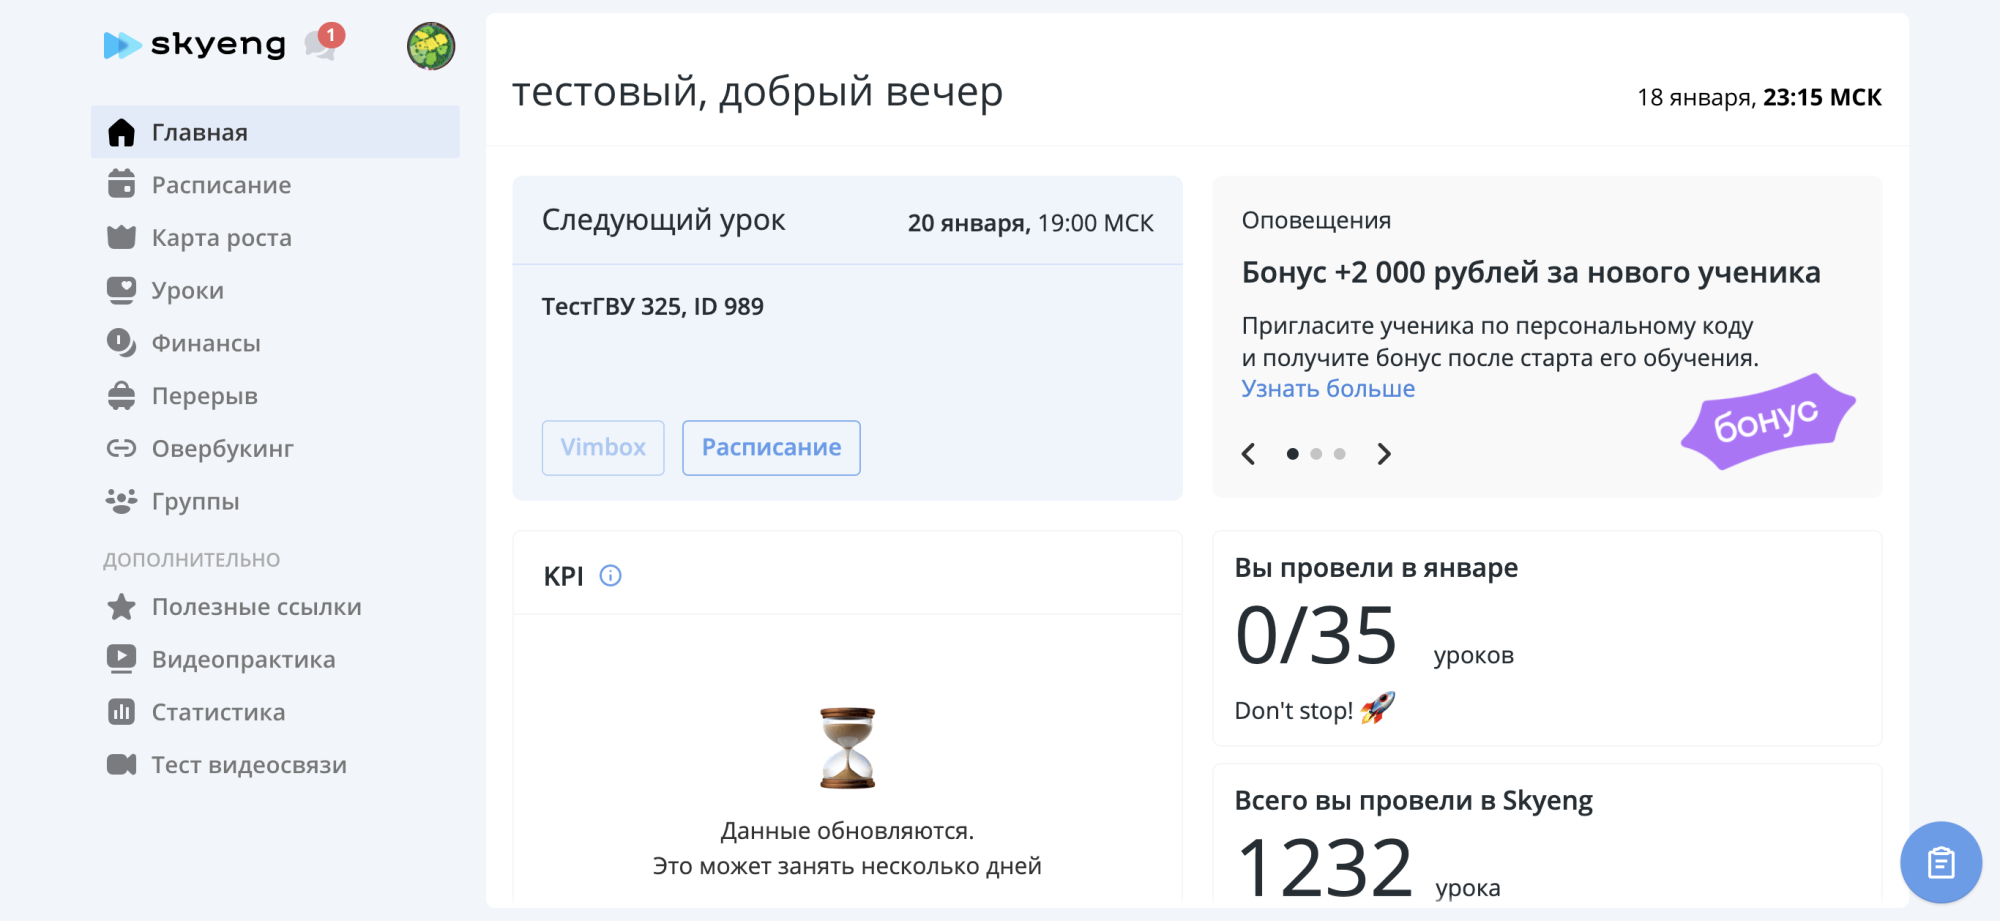 skyeng
1
Главная
Расписание
Карта роста
Уроки
Финансы
Перерыв
Овербукинг
Группы
ДОПОЛНИТЕЛЬНО
Полезные ссылки
Видеопрактика
Статистика
Тест видеосвязи
тестовый, добрый вечер
18 января, 23:15 МСК
Следующий урок
20 января, 19:00 МСК
ТестГВУ 325, ID 989
Vimbox
Расписание
Оповещения
Бонус +2 000 рублей за нового ученика
Пригласите ученика по персональному коду
и получите бонус после старта его обучения.
Узнать больше
бонус
KPI
Данные обновляются.
Это может занять несколько дней
Вы провели в январе
0/35 уроков
Don't stop! 🚀
Всего вы провели в Skyeng
1232 урока